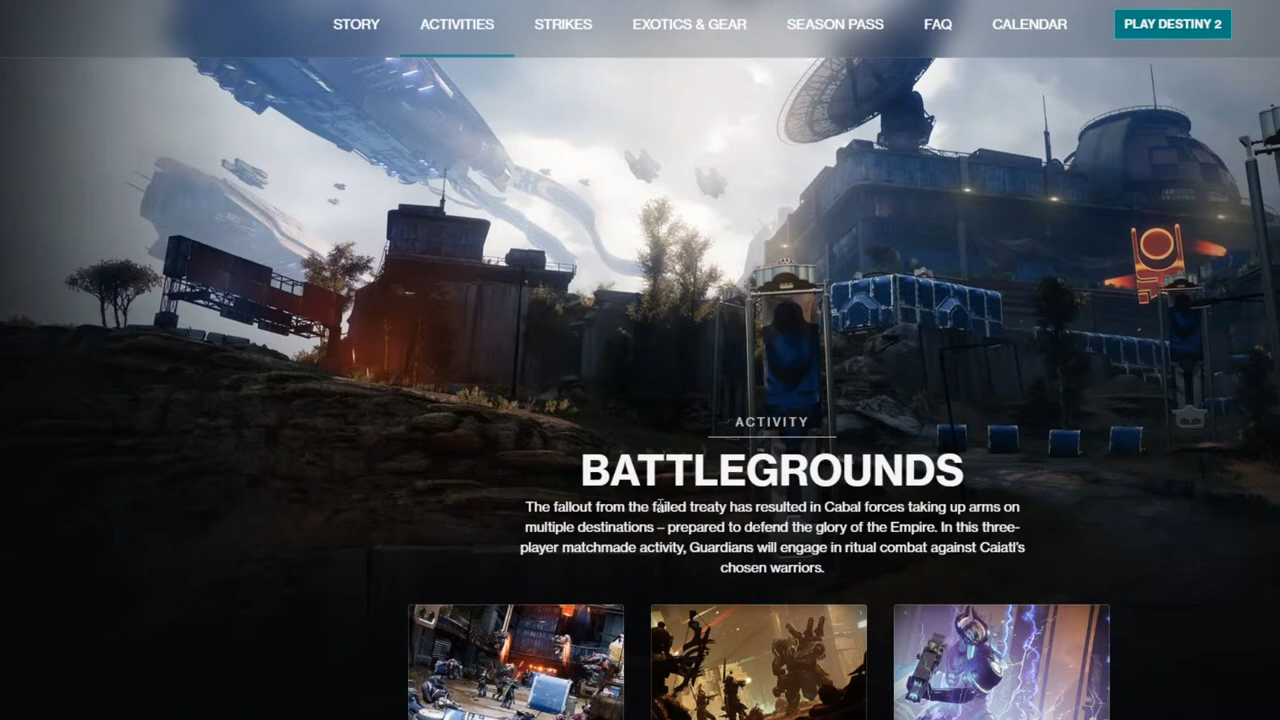 STORY ACTIVITIES STRIKES EXOTICS & GEAR SEASON PASS FAQ CALENDAR PLAY DESTINY 2
ACTIVITY
BATTLEGROUNDS
The fallout from the failed treaty has resulted in Cabal forces taking up arms on
multiple destinations – prepared to defend the glory of the Empire. In this three-
player matchmade activity, Guardians will engage in ritual combat against Caiatl's
chosen warriors.